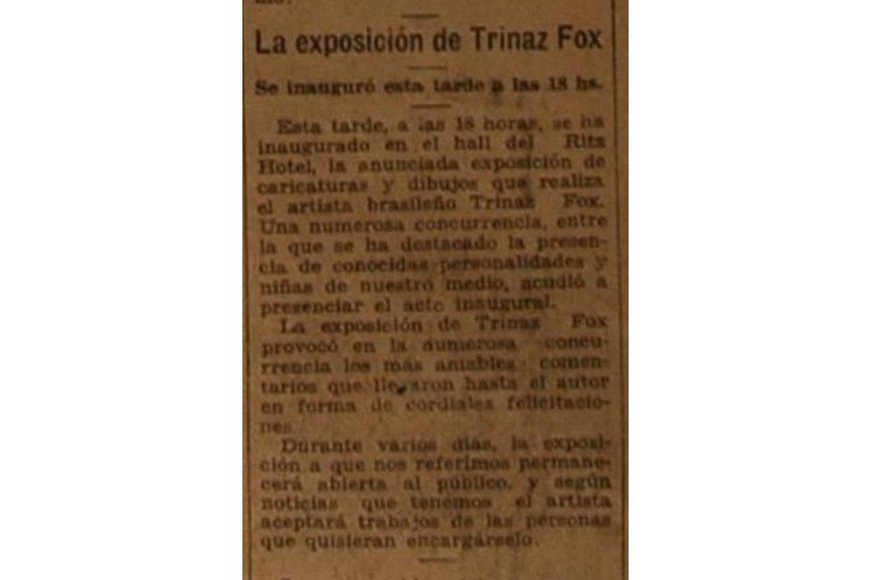 La exposición de Trinaz Fox
Se inauguró esta tarde a las 18 hs.
Esta tarde, a las 18 horas, se ha
inaugurado en el hall del Ritz
Hotel, la anunciada exposición de
caricaturas y dibujos que realiza
el artista brasileño Trinaz Fox.
Una numerosa concurrencia, entre
la que se ha destacado la presen-
cia de conocidas personalidades y
niñas de nuestro medio, acudió a
presenciar el acto inaugural.
La exposición de Trinaz Fox
provocó en la numerosa concu-
rrencia los más amables comen-
tarios que llegaron hasta el autor
en forma de cordiales felicitacio-
nes
Durante varios días, la exposi-
ción a que nos referimos permane-
cerá abierta al público, y según
noticias que tenemos el artista
aceptará trabajos de las personas
que quisieran encargárselo.